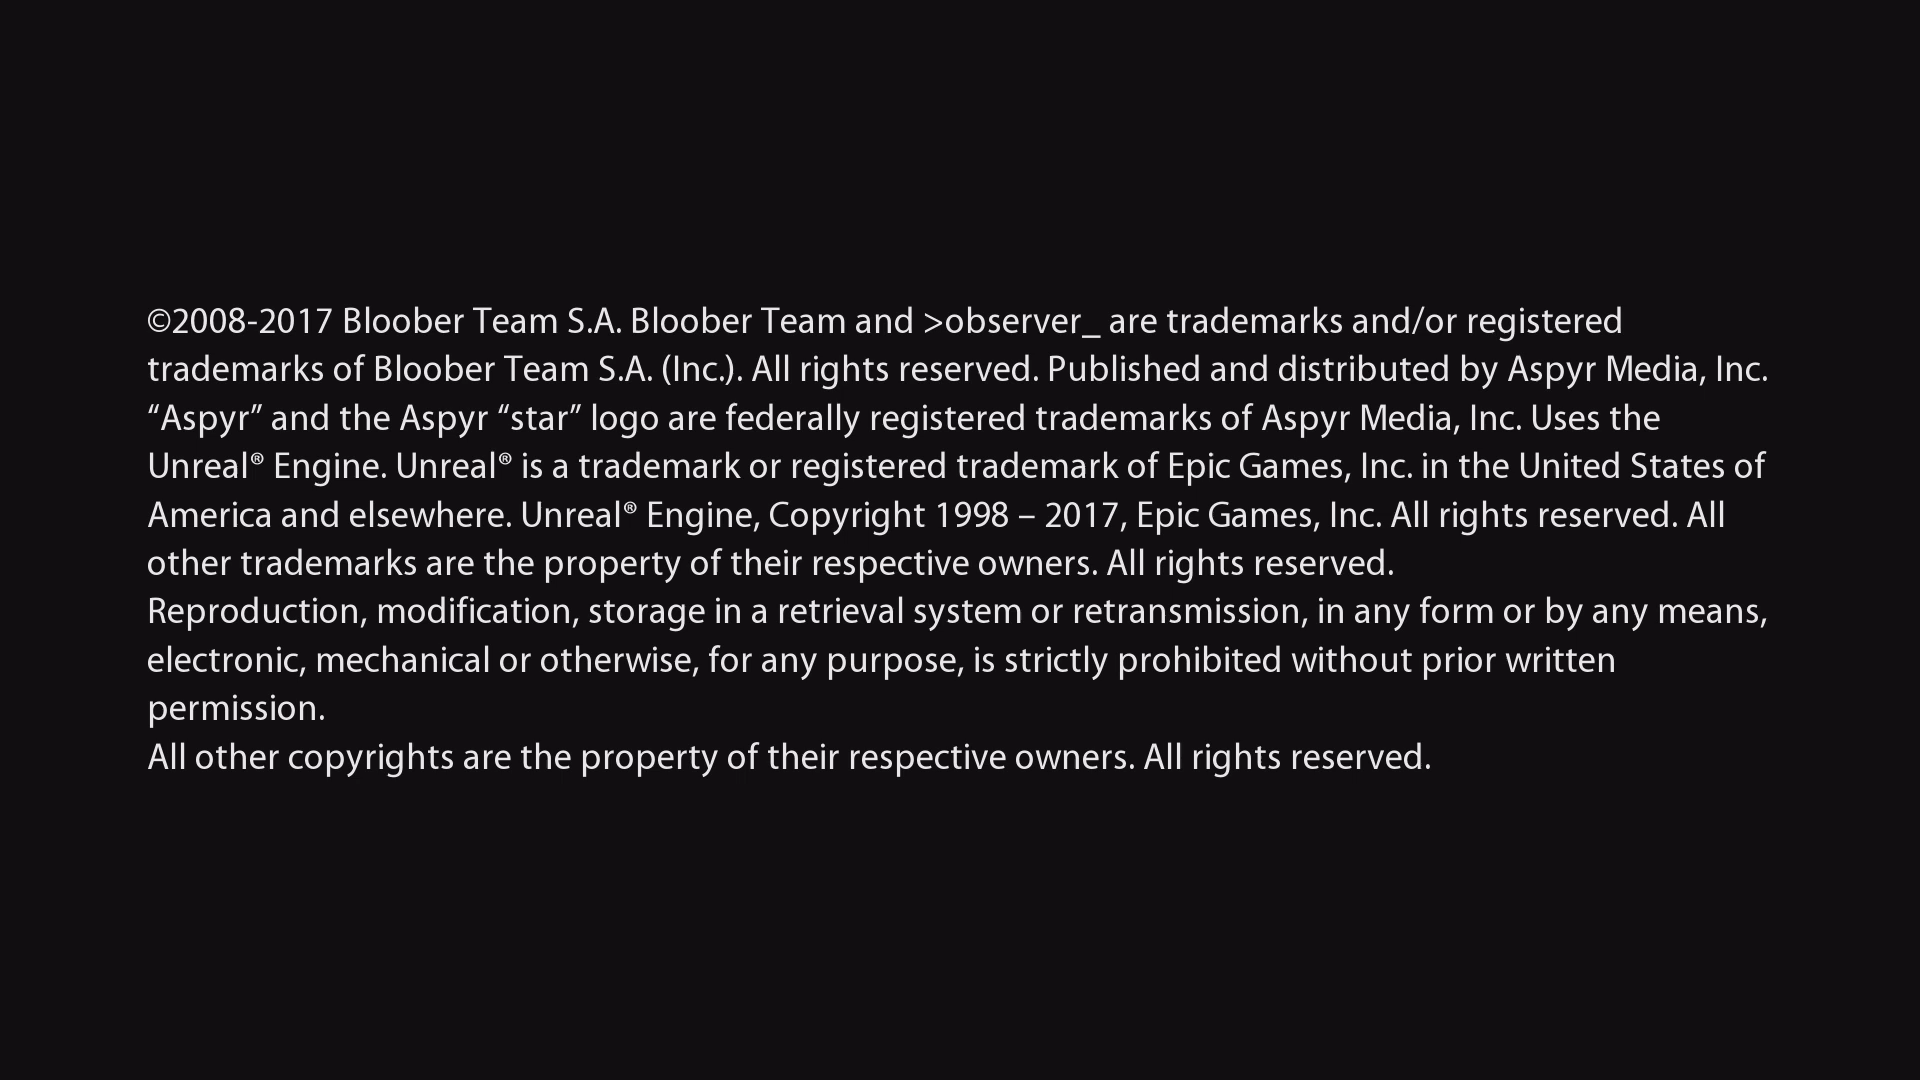 ©2008-2017 Bloober Team S.A. Bloober Team and >observer_ are trademarks and/or registered
trademarks of Bloober Team S.A. (Inc.). All rights reserved. Published and distributed by Aspyr Media, Inc.
“Aspyr” and the Aspyr “star” logo are federally registered trademarks of Aspyr Media, Inc. Uses the
Unreal® Engine. Unreal® is a trademark or registered trademark of Epic Games, Inc. in the United States of
America and elsewhere. Unreal® Engine, Copyright 1998 – 2017, Epic Games, Inc. All rights reserved. All
other trademarks are the property of their respective owners. All rights reserved.
Reproduction, modification, storage in a retrieval system or retransmission, in any form or by any means,
electronic, mechanical or otherwise, for any purpose, is strictly prohibited without prior written
permission.
All other copyrights are the property of their respective owners. All rights reserved.